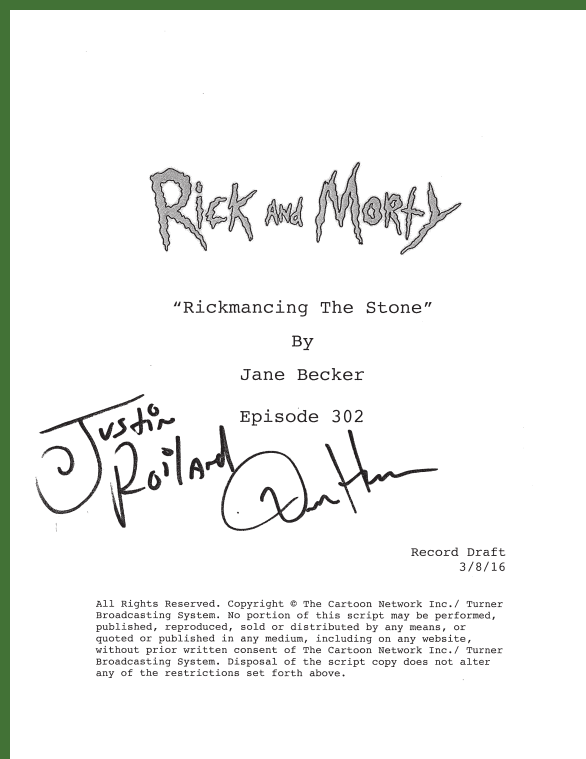 Rick and Morty
“Rickmancing The Stone”
By
Jane Becker
Episode 302
Justin
Roiland
Record Draft
3/8/16
All Rights Reserved. Copyright © The Cartoon Network Inc./ Turner
Broadcasting System. No portion of this script may be performed,
published, reproduced, sold or distributed by any means, or
quoted or published in any medium, including on any website,
without prior written consent of The Cartoon Network Inc./ Turner
Broadcasting System. Disposal of the script copy does not alter
any of the restrictions set forth above.